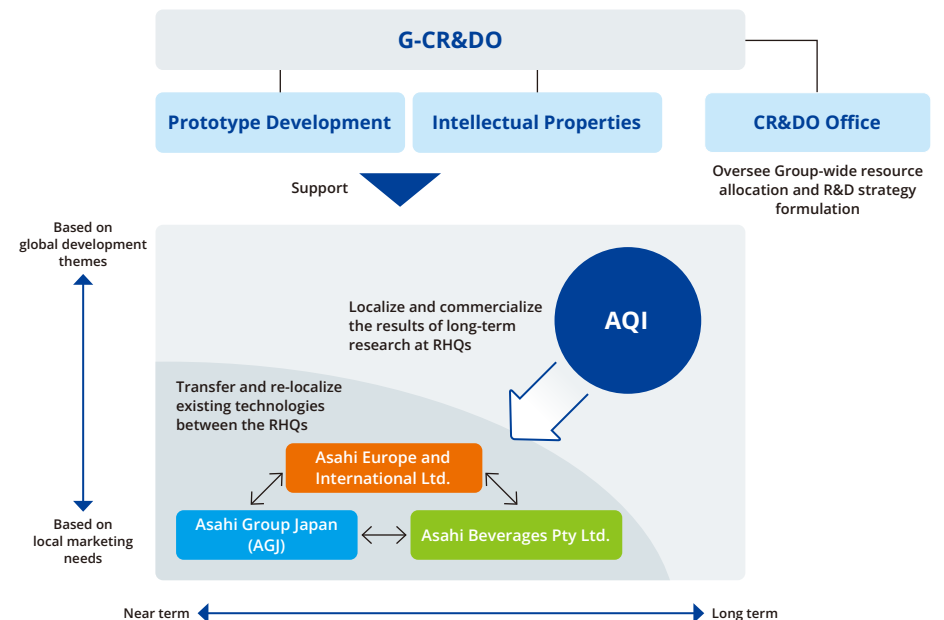 G-CR&DO
Prototype Development
Intellectual Properties
CR&DO Office
Oversee Group-wide resource
allocation and R&D strategy
formulation
Support
Based on
global development
themes
Localize and commercialize
the results of long-term
research at RHQs
AQI
Transfer and re-localize
existing technologies
between the RHQs
Asahi Europe and
International Ltd.
Asahi Group Japan
(AGJ)
Asahi Beverages Pty Ltd.
Based on
local marketing
needs
Near term
Long term